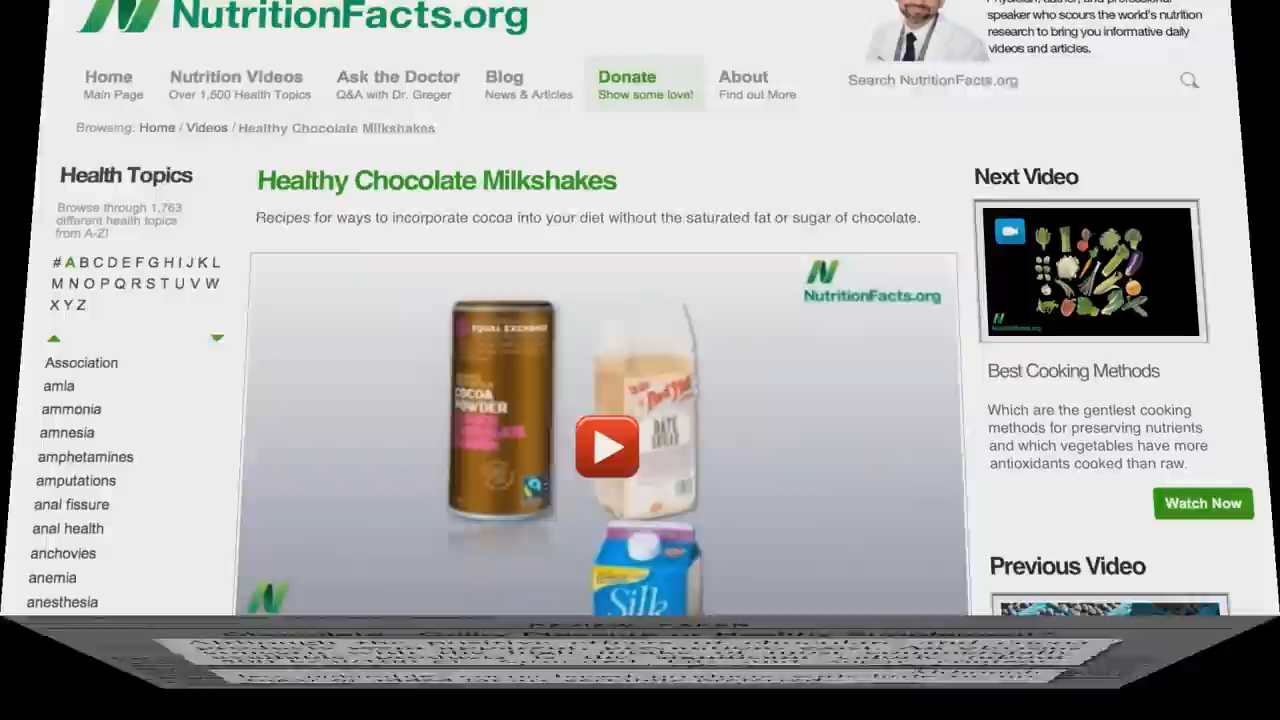 NutritionFacts.org
Physician, author, and professional
speaker who scours the world's nutrition
research to bring you informative daily
videos and articles.
Home
Main Page
Nutrition Videos
Over 1,500 Health Topics
Ask the Doctor
Q&A with Dr. Greger
Blog
News & Articles
Donate
Show some love!
About
Find out More
Search NutritionFacts.org
Browsing: Home / Videos / Healthy Chocolate Milkshakes
Health Topics
Browse through 1,763
different health topics
from A-Z!
# A B C D E F G H I J K L
M N O P Q R S T U V W
X Y Z
Association
amla
ammonia
amnesia
amphetamines
amputations
anal fissure
anal health
anchovies
anemia
anesthesia
Healthy Chocolate Milkshakes
Recipes for ways to incorporate cocoa into your diet without the saturated fat or sugar of chocolate.
NutritionFacts.org
EQUAL EXCHANGE
COCOA
POWDER
DATE
SUGAR
Silk
Next Video
NutritionFacts.org
Best Cooking Methods
Which are the gentlest cooking
methods for preserving nutrients
and which vegetables have more
antioxidants cooked than raw.
Watch Now
Previous Video
REVIEW PAPER